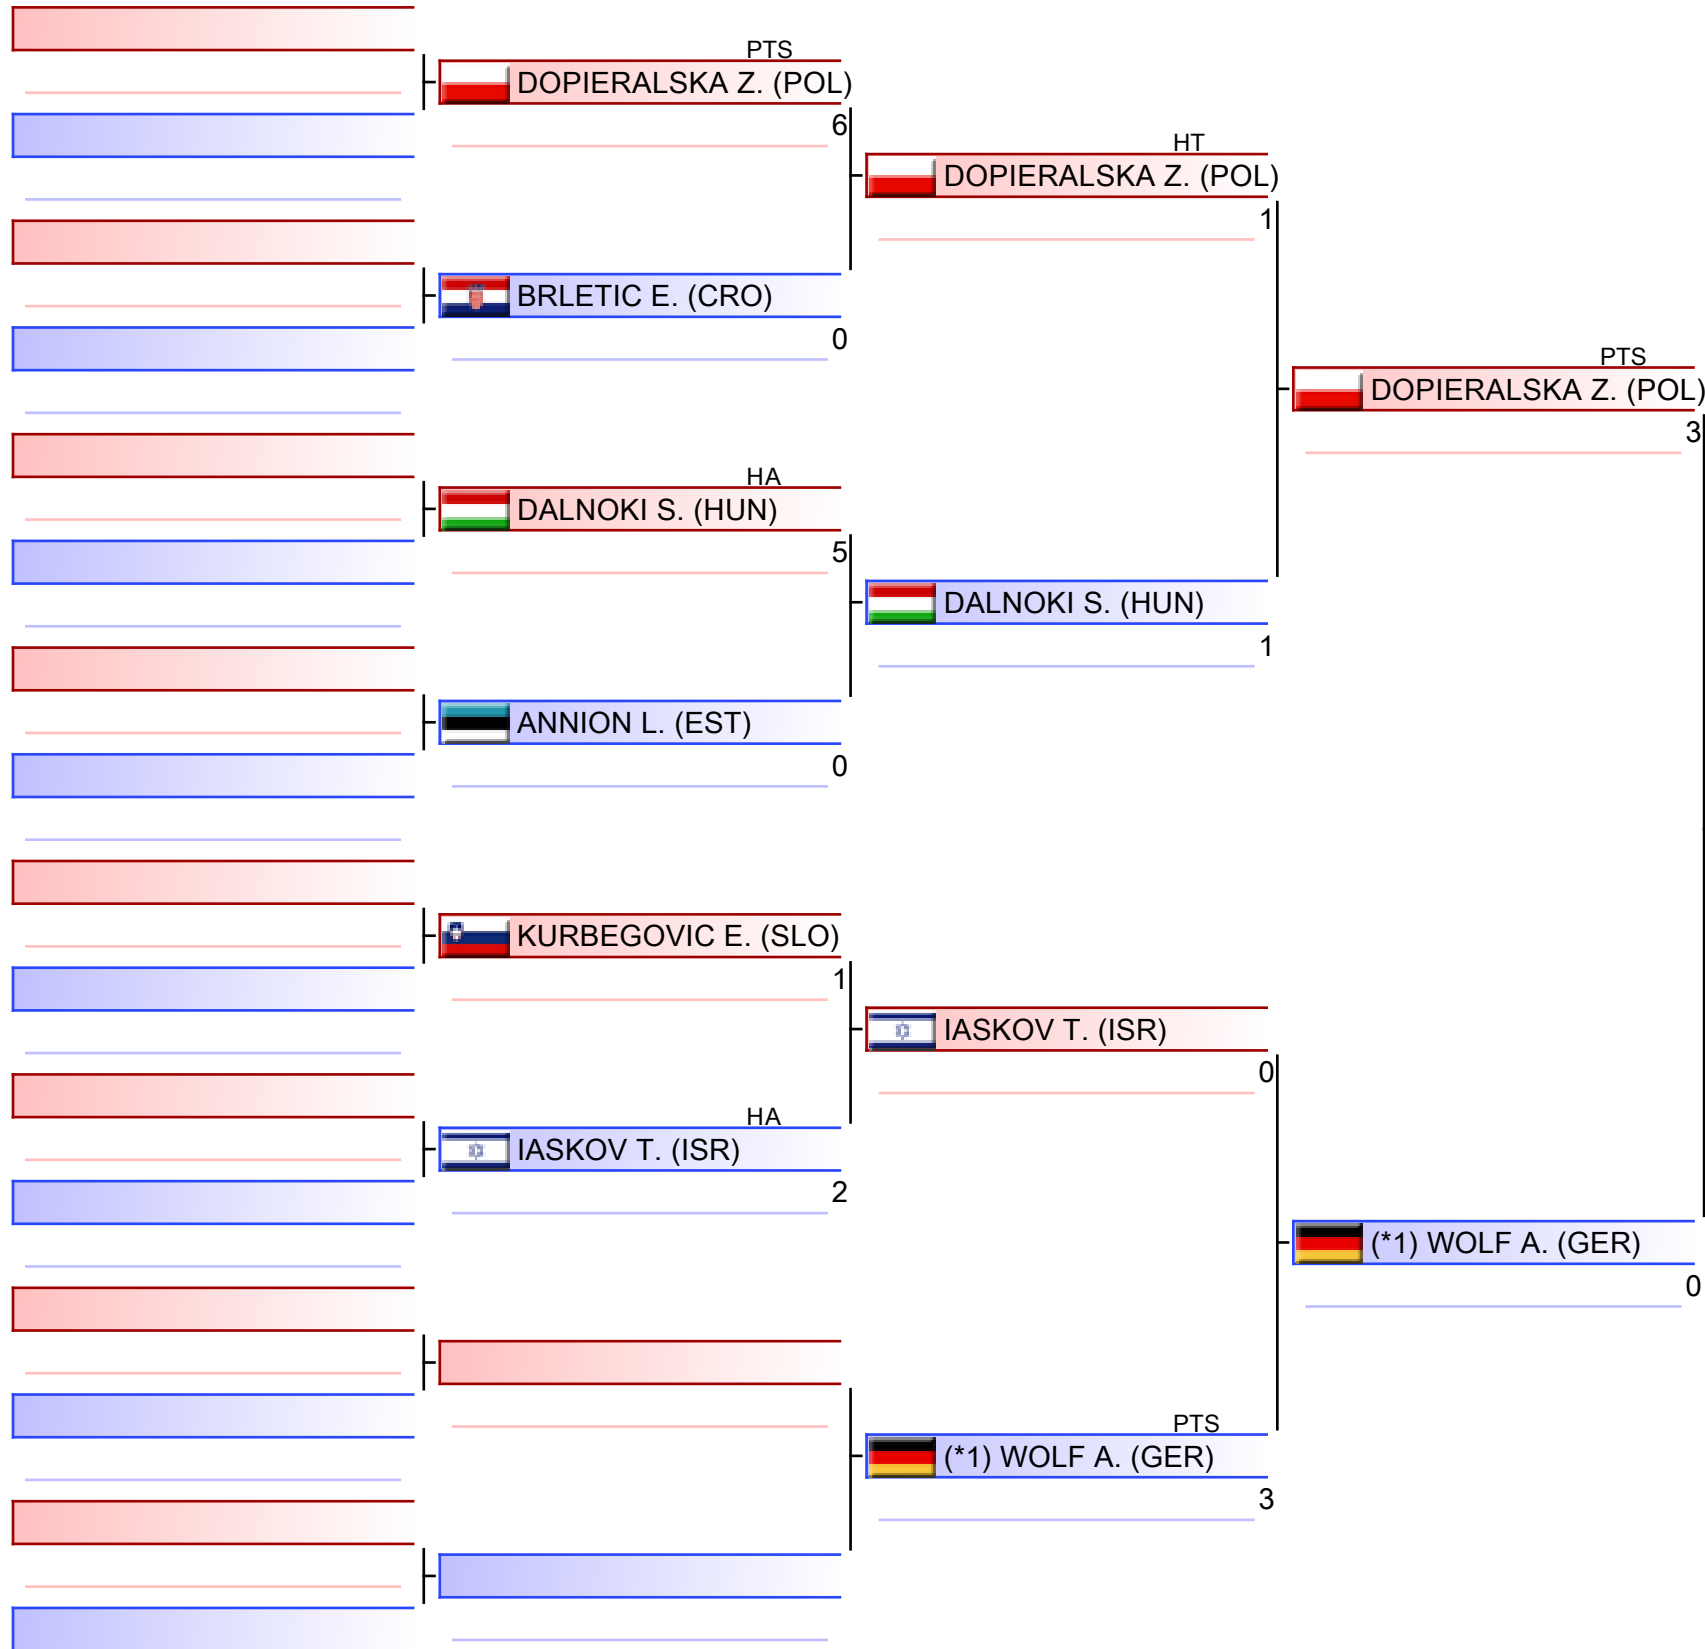 PTS
DOPIERALSKA Z. (POL)
6
BRLETIC E. (CRO)
0
HA
DALNOKI S. (HUN)
5
ANNION L. (EST)
0
KURBEGOVIC E. (SLO)
1
HA
IASKOV T. (ISR)
2
HT
DOPIERALSKA Z. (POL)
1
DALNOKI S. (HUN)
1
IASKOV T. (ISR)
0
PTS
(*1) WOLF A. (GER)
3
PTS
DOPIERALSKA Z. (POL)
3
(*1) WOLF A. (GER)
0